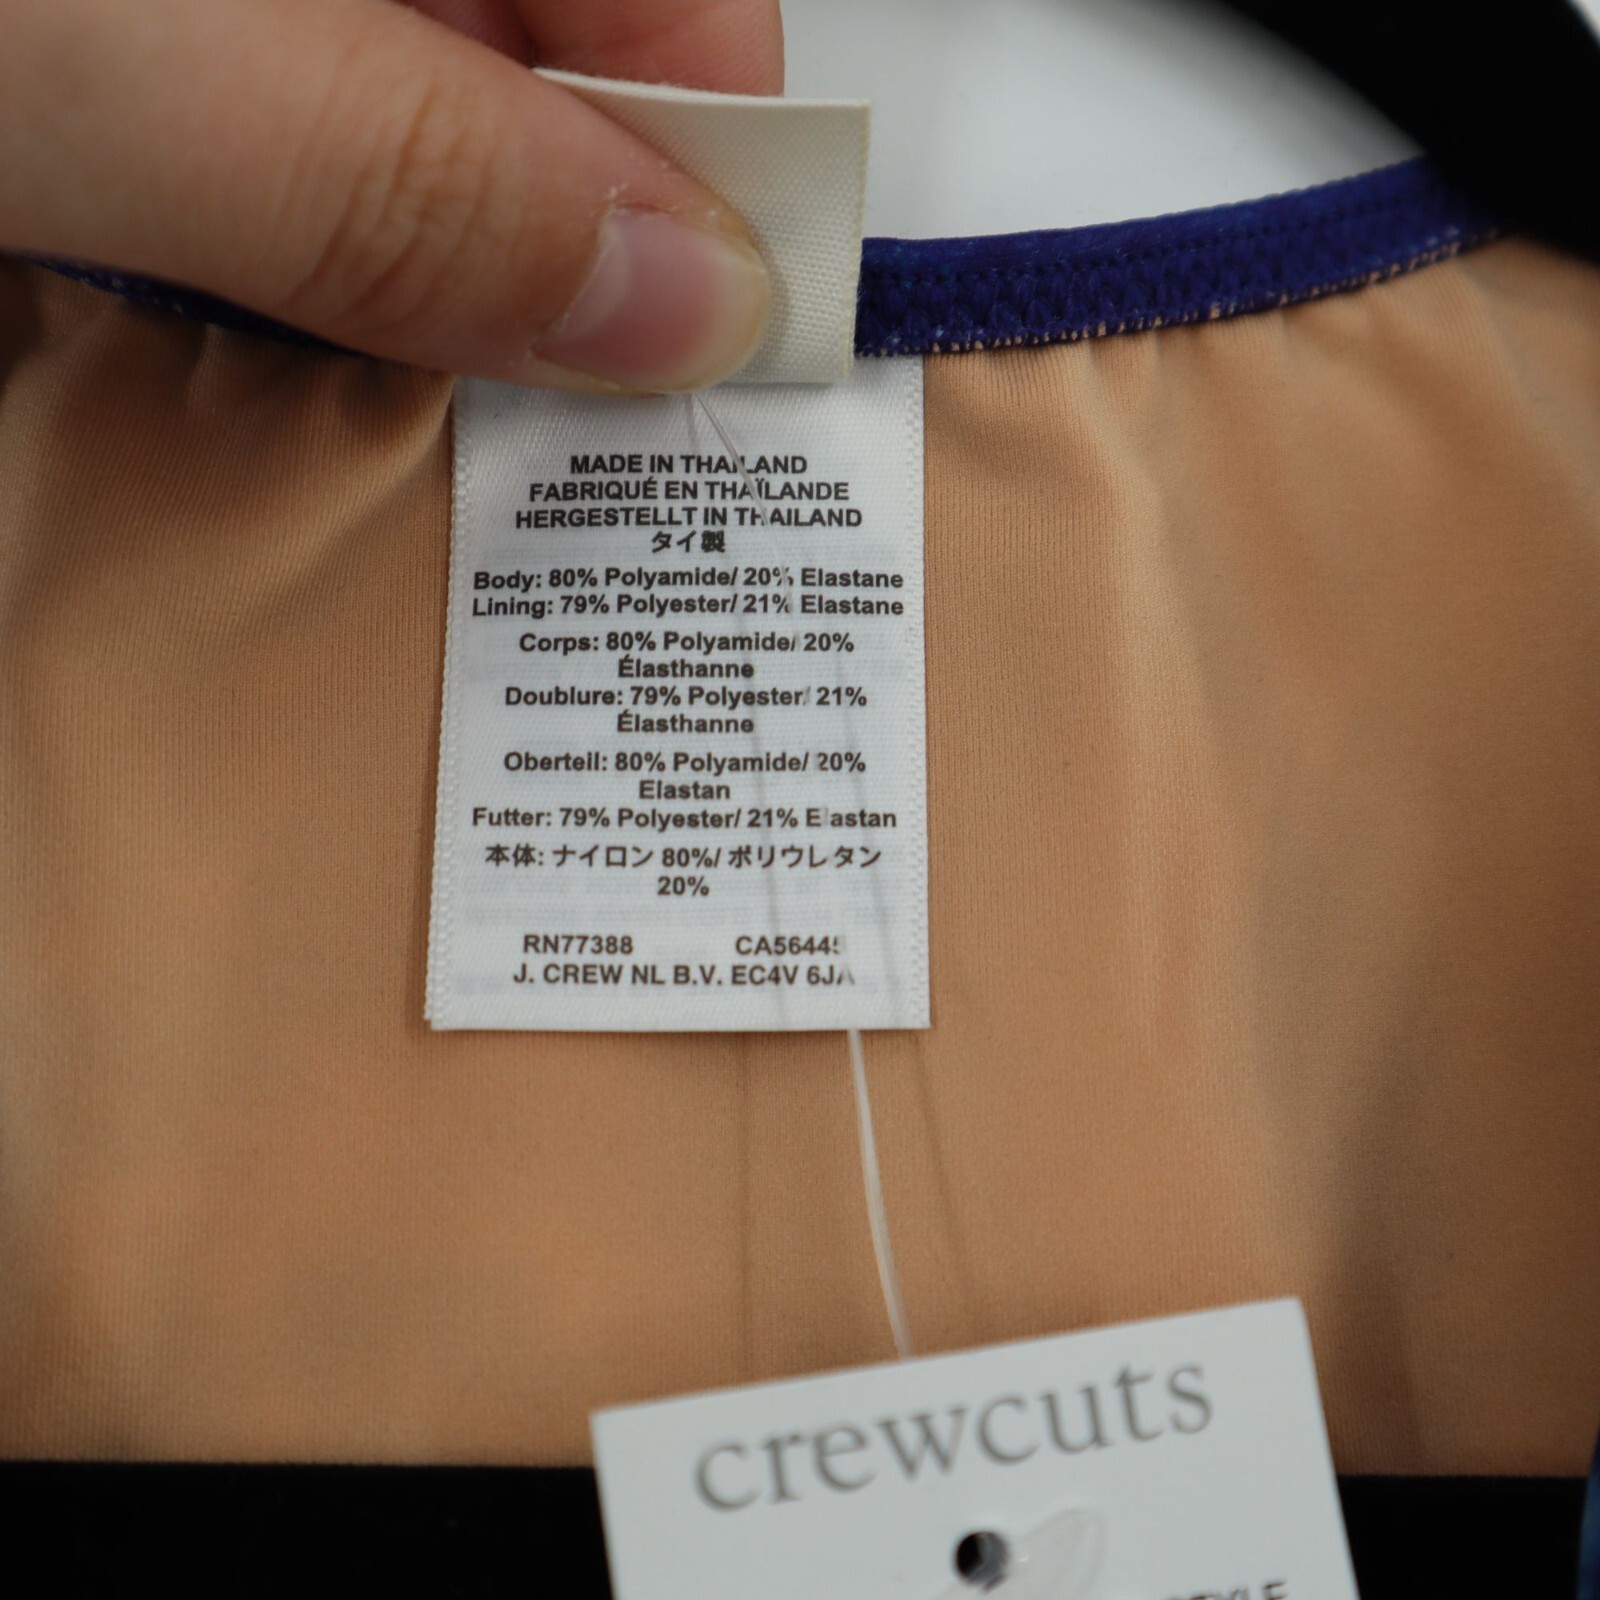 MADE IN THAILAND
FABRIQUÉ EN THAÏLANDE
HERGESTELLT IN THAILAND
タイ製
Body: 80% Polyamide/ 20% Elastane
Lining: 79% Polyester/ 21% Elastane
Corps: 80% Polyamide/ 20%
Élasthanne
Doublure: 79% Polyester/ 21%
Élasthanne
Oberteil: 80% Polyamide/ 20%
Elastan
Futter: 79% Polyester/ 21% Elastan
本体: ナイロン 80%/ ポリウレタン
20%
RN77388 CA56445
J. CREW NL B.V. EC4V 6JA
crewcuts
STYLE